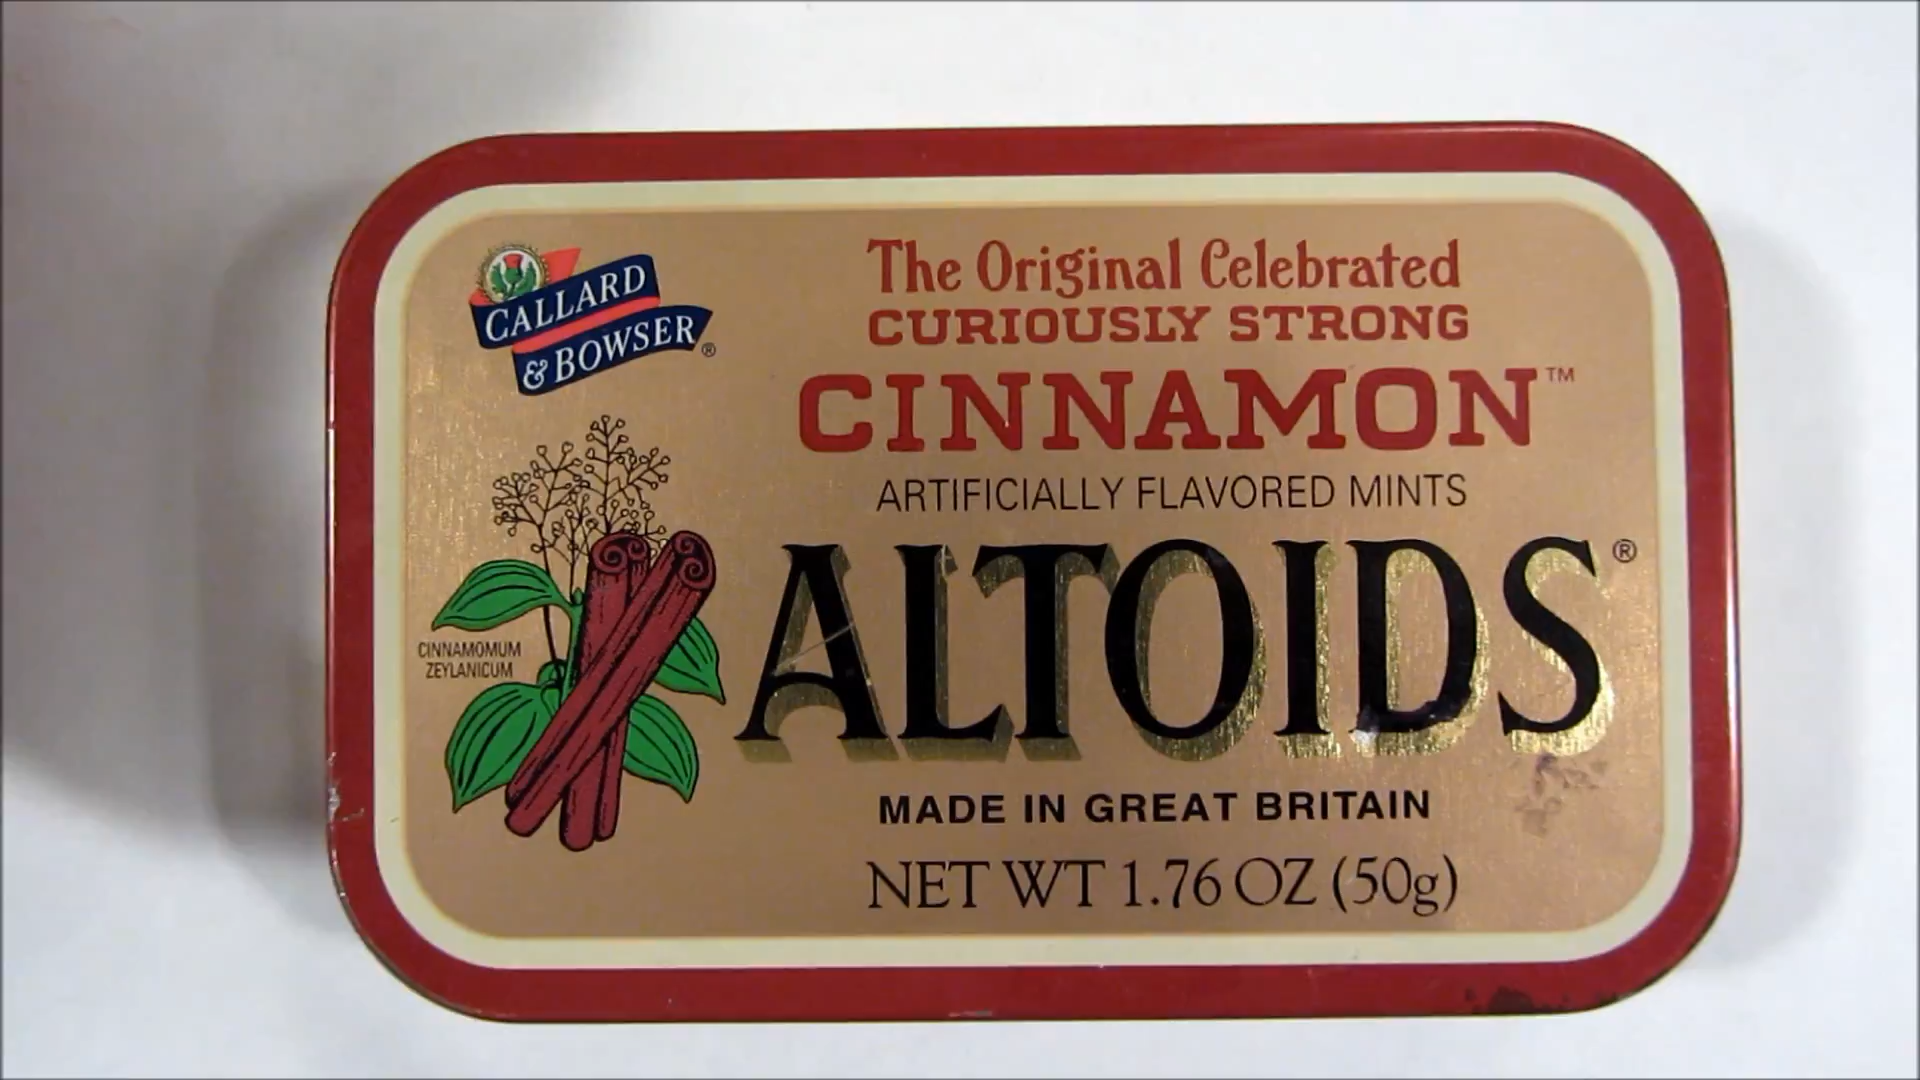 CALLARD
& BOWSER®
The Original Celebrated
CURIOUSLY STRONG
CINNAMON™
ARTIFICIALLY FLAVORED MINTS
ALTOIDS®
CINNAMOMUM
ZEYLANICUM
MADE IN GREAT BRITAIN
NET WT 1.76 OZ (50g)